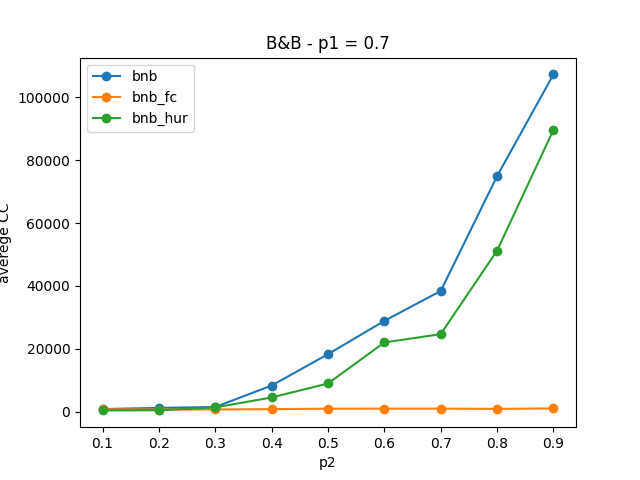 B&B - p1 = 0.7
bnb
bnb_fc
bnb_hur
100000
80000
60000
40000
20000
0
averege CC
0.1 0.2 0.3 0.4 0.5 0.6 0.7 0.8 0.9
p2